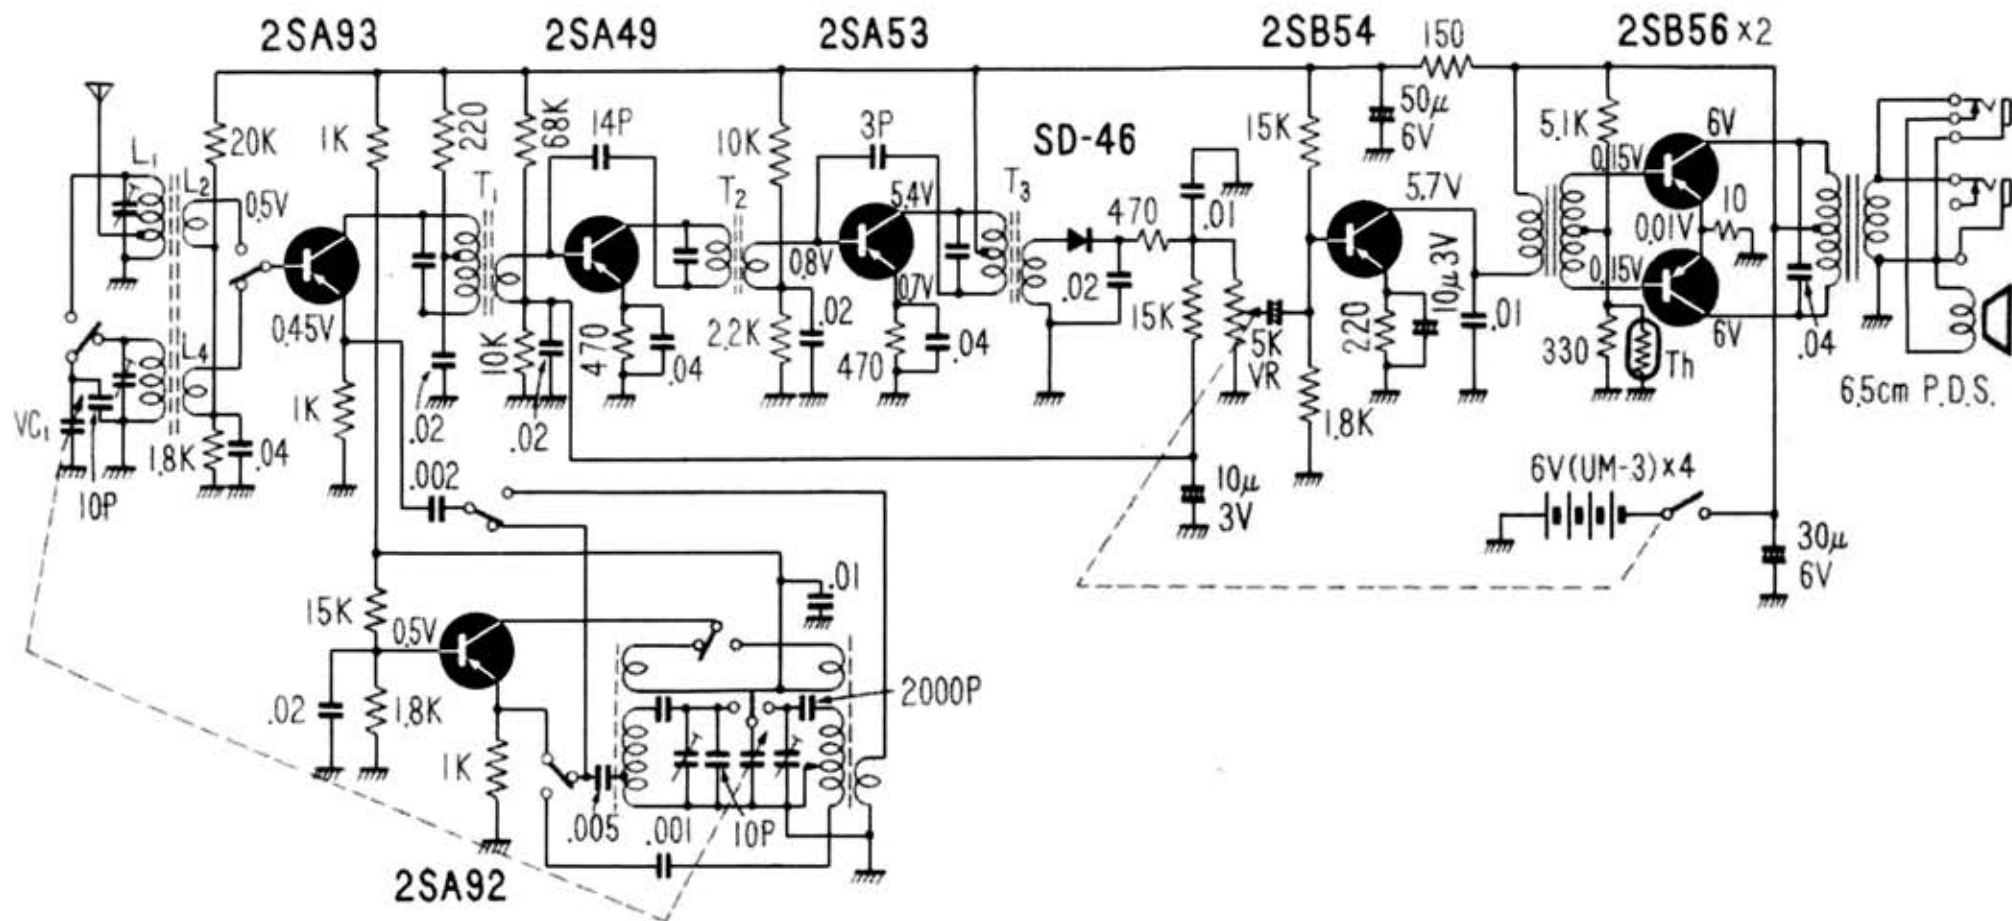 2SA93
2SA49
2SA53
2SB54
150
2SB56 ×2
20K
1K
220
68K
14P
10K
3P
SD-46
15K
50μ
6V
5.1K
6V
L1
L2
0.5V
T1
T2
5.4V
T3
470
.01
5.7V
0.15V
10
0.01V
0.8V
0.7V
.02
15K
5K
VR
220
10μ 3V
.01
0.15V
6V
.04
0.45V
L4
10K
470
.04
2.2K
.02
470
.04
330
Th
6.5cm P.D.S.
VC1
10P
1.8K
.04
1K
.02
.02
1.8K
.002
10μ
3V
6V(UM-3)×4
30μ
6V
15K
0.5V
.01
.02
1.8K
2000P
1K
.005
.001
10P
2SA92